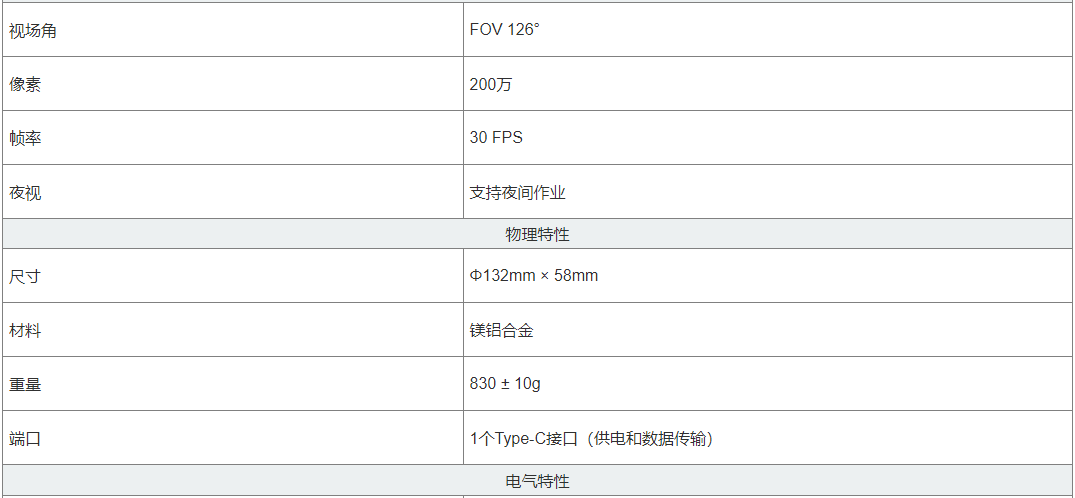 视场角 FOV 126°
像素 200万
帧率 30 FPS
夜视 支持夜间作业
物理特性
尺寸 Φ132mm × 58mm
材料 镁铝合金
重量 830 ± 10g
端口 1个Type-C接口（供电和数据传输）
电气特性